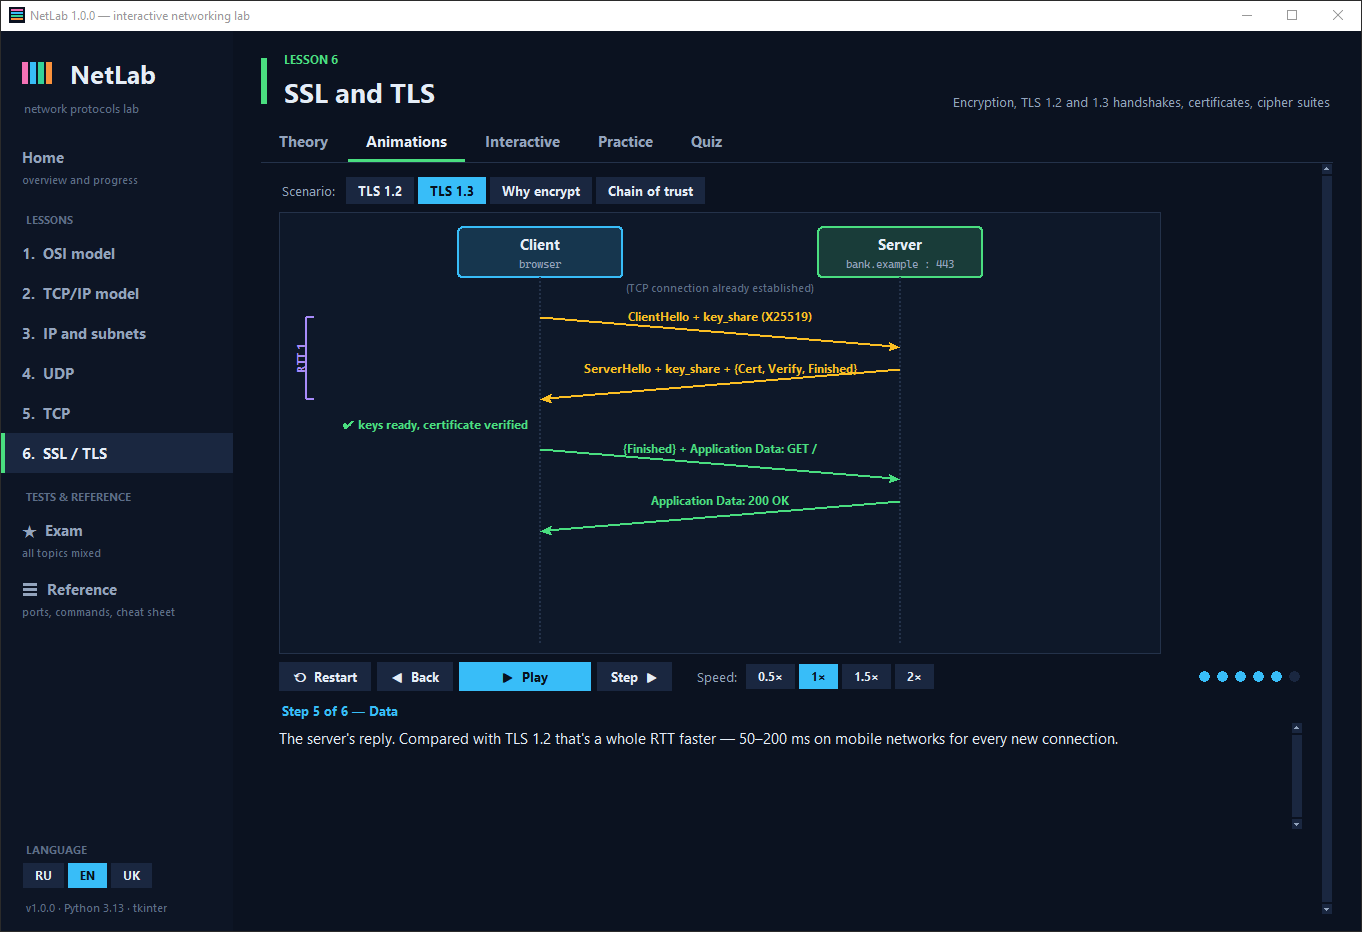 NetLab 1.0.0 — interactive networking lab
NetLab
network protocols lab
Home
overview and progress
LESSONS
1. OSI model
2. TCP/IP model
3. IP and subnets
4. UDP
5. TCP
6. SSL / TLS
TESTS & REFERENCE
★ Exam
all topics mixed
Reference
ports, commands, cheat sheet
LANGUAGE
RU EN UK
v1.0.0 · Python 3.13 · tkinter
LESSON 6
SSL and TLS
Encryption, TLS 1.2 and 1.3 handshakes, certificates, cipher suites
Theory Animations Interactive Practice Quiz
Scenario: TLS 1.2 TLS 1.3 Why encrypt Chain of trust
Client
browser
Server
bank.example : 443
(TCP connection already established)
RTT 1
ClientHello + key_share (X25519)
ServerHello + key_share + {Cert, Verify, Finished}
✔ keys ready, certificate verified
{Finished} + Application Data: GET /
Application Data: 200 OK
Restart ◀ Back ▶ Play Step ▶ Speed: 0.5× 1× 1.5× 2×
Step 5 of 6 — Data
The server's reply. Compared with TLS 1.2 that's a whole RTT faster — 50–200 ms on mobile networks for every new connection.